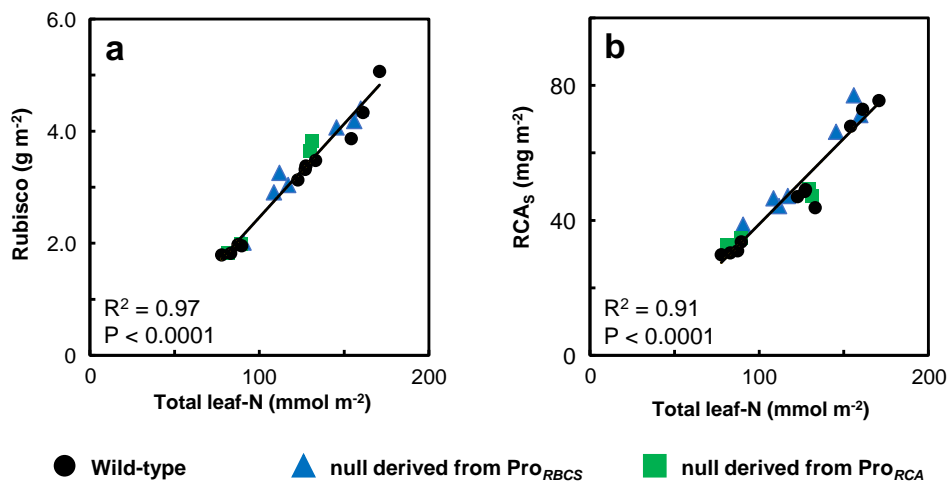 a
6.0
4.0
2.0
0
Rubisco (g m-2)
R2 = 0.97
P < 0.0001
0
100
200
Total leaf-N (mmol m-2)
b
80
40
0
RCAS (mg m-2)
R2 = 0.91
P < 0.0001
0
100
200
Total leaf-N (mmol m-2)
Wild-type
null derived from ProRBCS
null derived from ProRCA